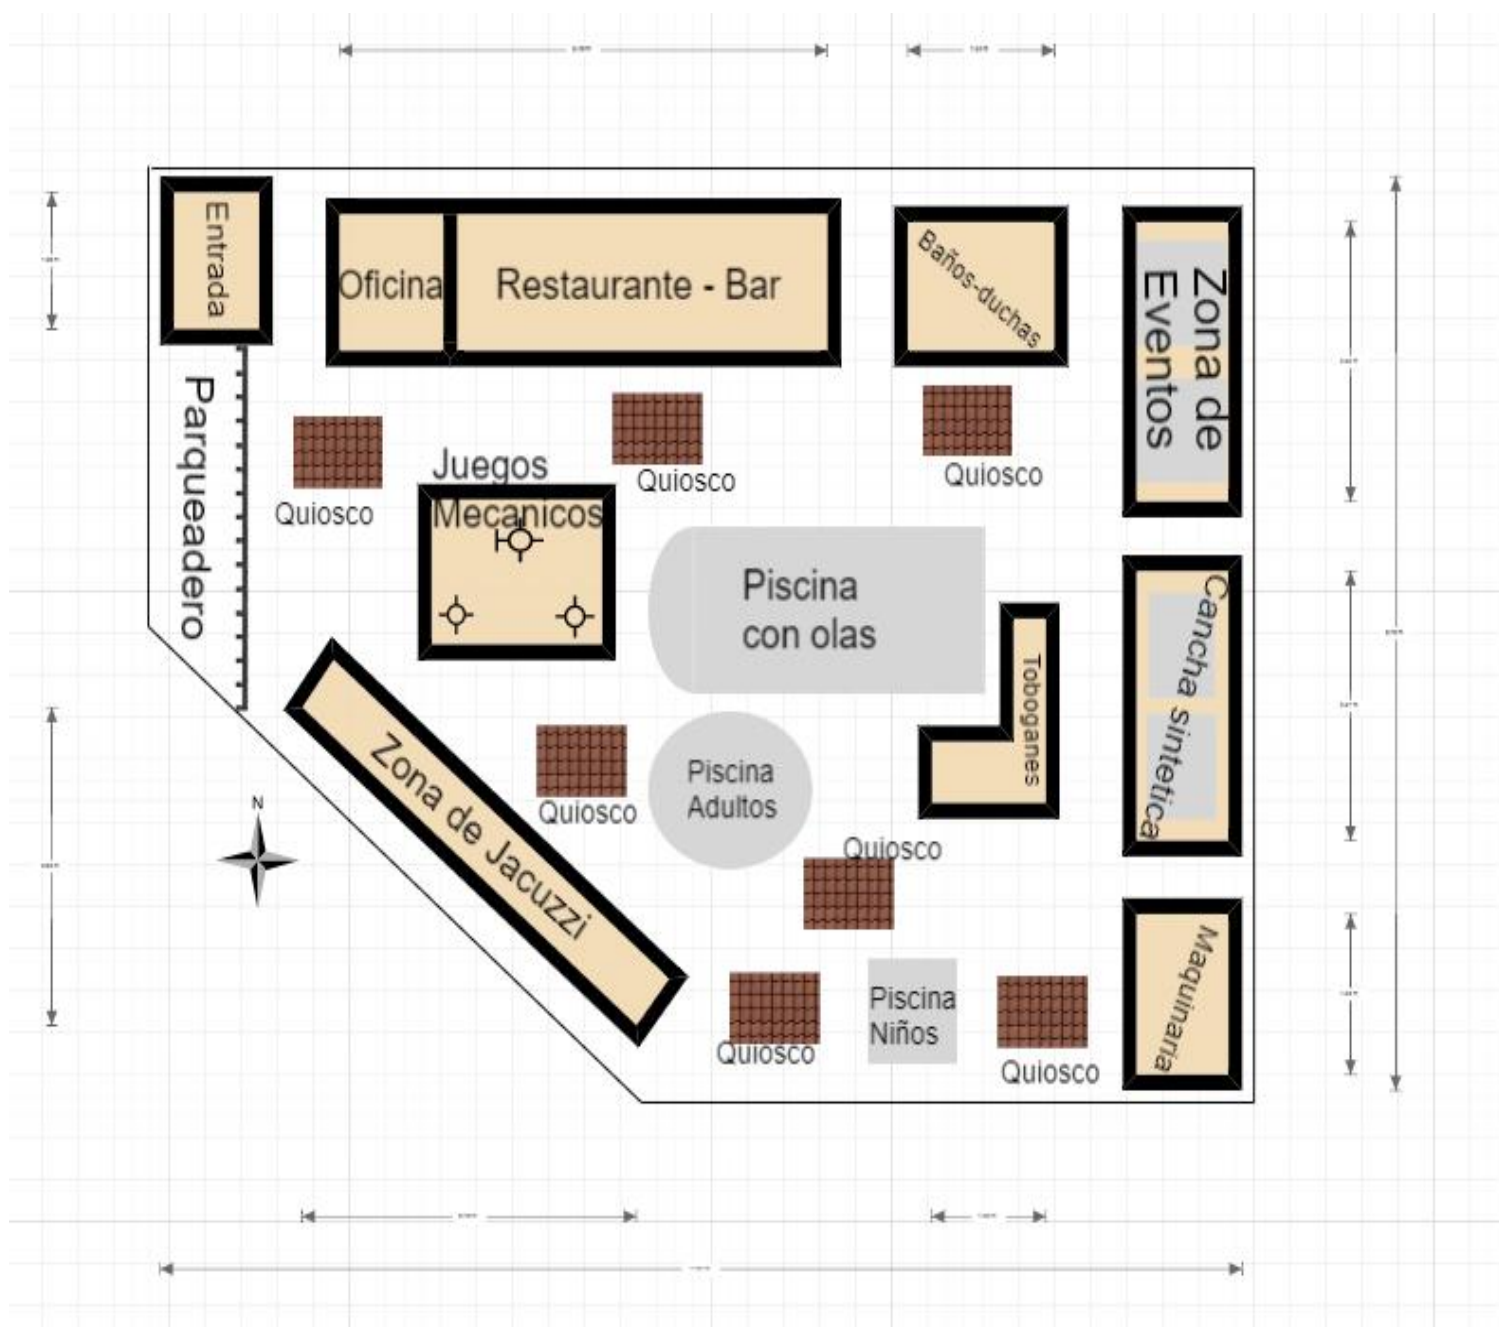 Entrada
Oficina
Restaurante - Bar
Baños-duchas
Zona de
Eventos
Parqueadero
Quiosco
Juegos
Mecanicos
Quiosco
Quiosco
Piscina
con olas
Toboganes
Cancha sintetica
Zona de Jacuzzi
Quiosco
Piscina
Adultos
Quiosco
N
Piscina
Niños
Quiosco
Quiosco
Maquinaria